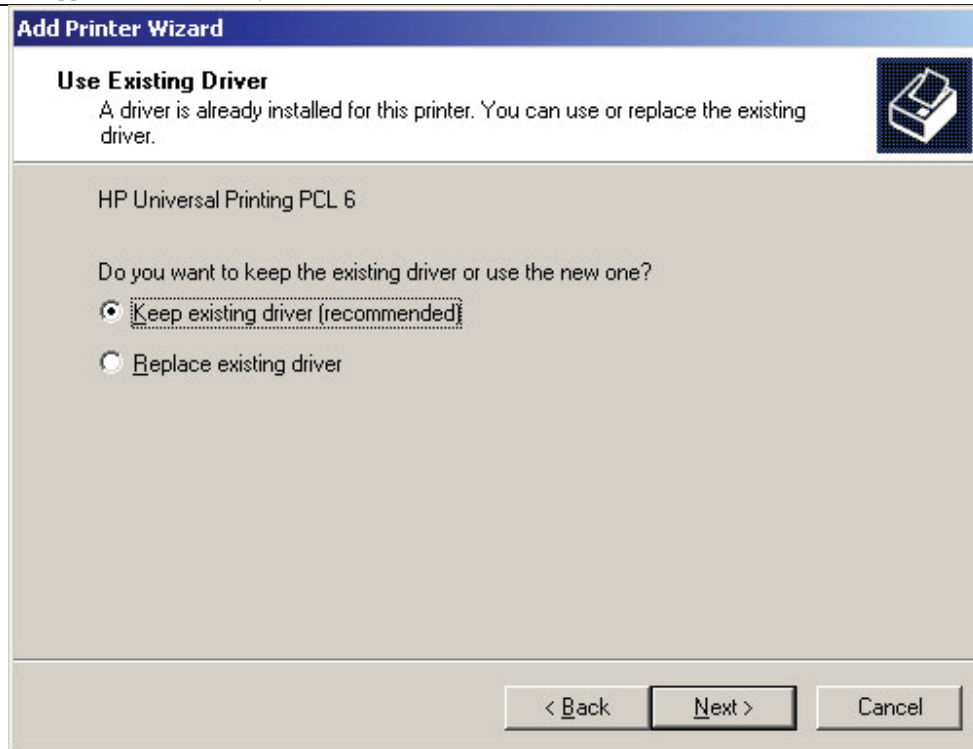 Add Printer Wizard
Use Existing Driver
A driver is already installed for this printer. You can use or replace the existing
driver.
HP Universal Printing PCL 6
Do you want to keep the existing driver or use the new one?
Keep existing driver (recommended)
Replace existing driver
< Back Next > Cancel